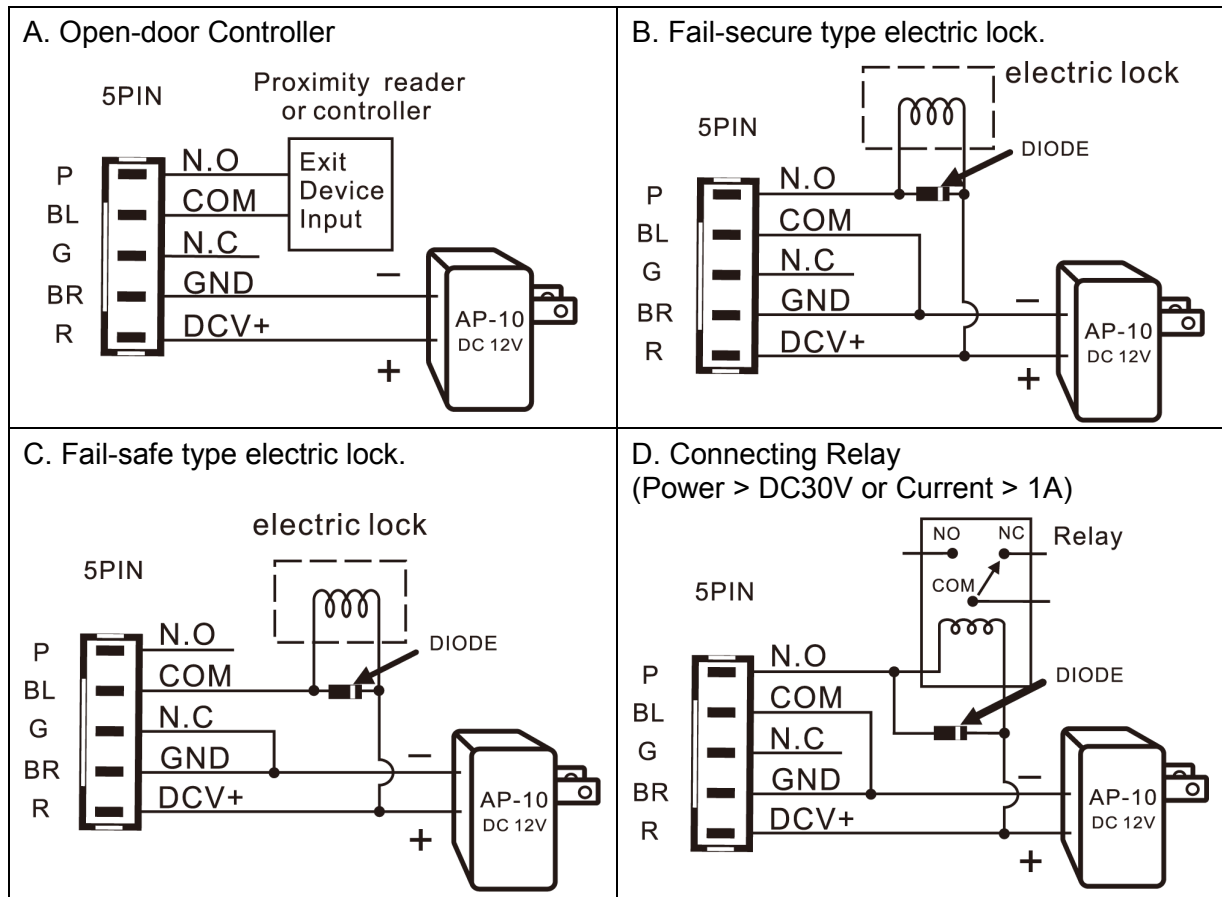 A. Open-door Controller
5PIN
Proximity reader
or controller
P
BL
G
BR
R
N.O
COM
N.C
GND
DCV+
Exit
Device
Input
–
+
AP-10
DC 12V
B. Fail-secure type electric lock.
electric lock
5PIN
DIODE
P
BL
G
BR
R
N.O
COM
N.C
GND
DCV+
–
+
AP-10
DC 12V
C. Fail-safe type electric lock.
electric lock
5PIN
DIODE
P
BL
G
BR
R
N.O
COM
N.C
GND
DCV+
–
+
AP-10
DC 12V
D. Connecting Relay
(Power > DC30V or Current > 1A)
NO
NC
Relay
COM
5PIN
DIODE
P
BL
G
BR
R
N.O
COM
N.C
GND
DCV+
–
+
AP-10
DC 12V